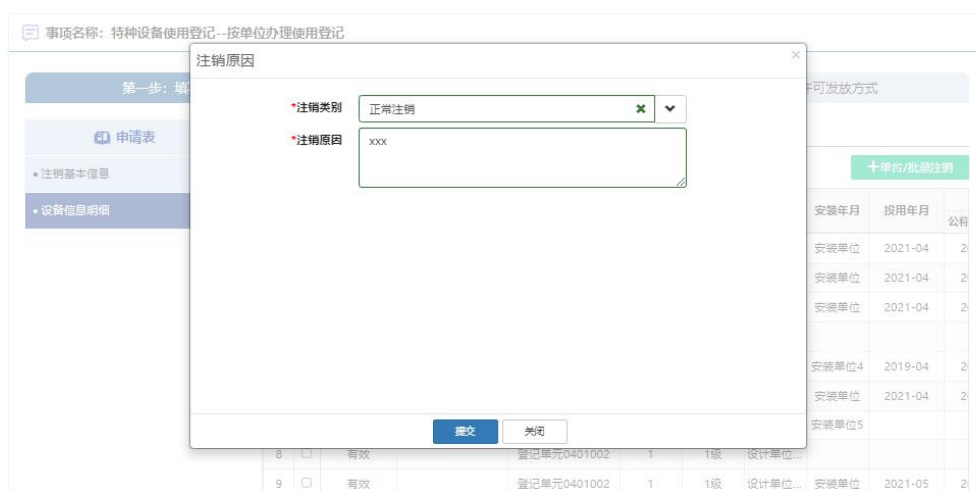 事项名称：特种设备使用登记--按单位办理使用登记
注销原因 ×
第一步：填
可发放方式
申请表
•注销基本信息
•设备信息明细
*注销类别 正常注销
*注销原因 xxx
+单台/批量注销
安装年月 投用年月 公称
安装单位 2021-04 2
安装单位 2021-04 2
安装单位 2021-04 2
安装单位4 2019-04 2
安装单位 2021-04 2
安装单位5
提交 关闭
8 有效 登记单元0401002 1 1级 设计单位...
9 有效 登记单元0401002 1 1级 设计单位... 安装单位 2021-05 2